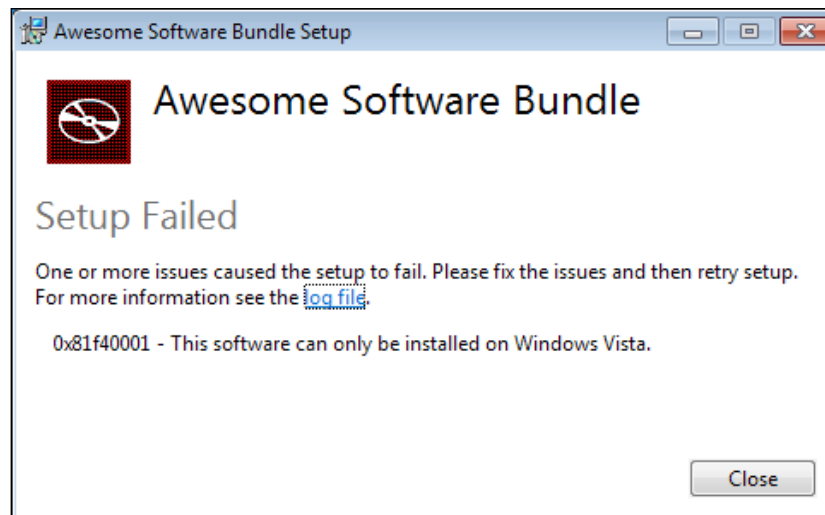 Awesome Software Bundle Setup
Awesome Software Bundle
Setup Failed
One or more issues caused the setup to fail. Please fix the issues and then retry setup.
For more information see the log file.
0x81f40001 - This software can only be installed on Windows Vista.
Close